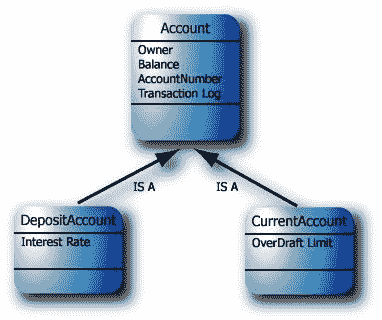 Account
Owner
Balance
AccountNumber
Transaction Log
IS A
IS A
DepositAccount
Interest Rate
CurrentAccount
OverDraft Limit